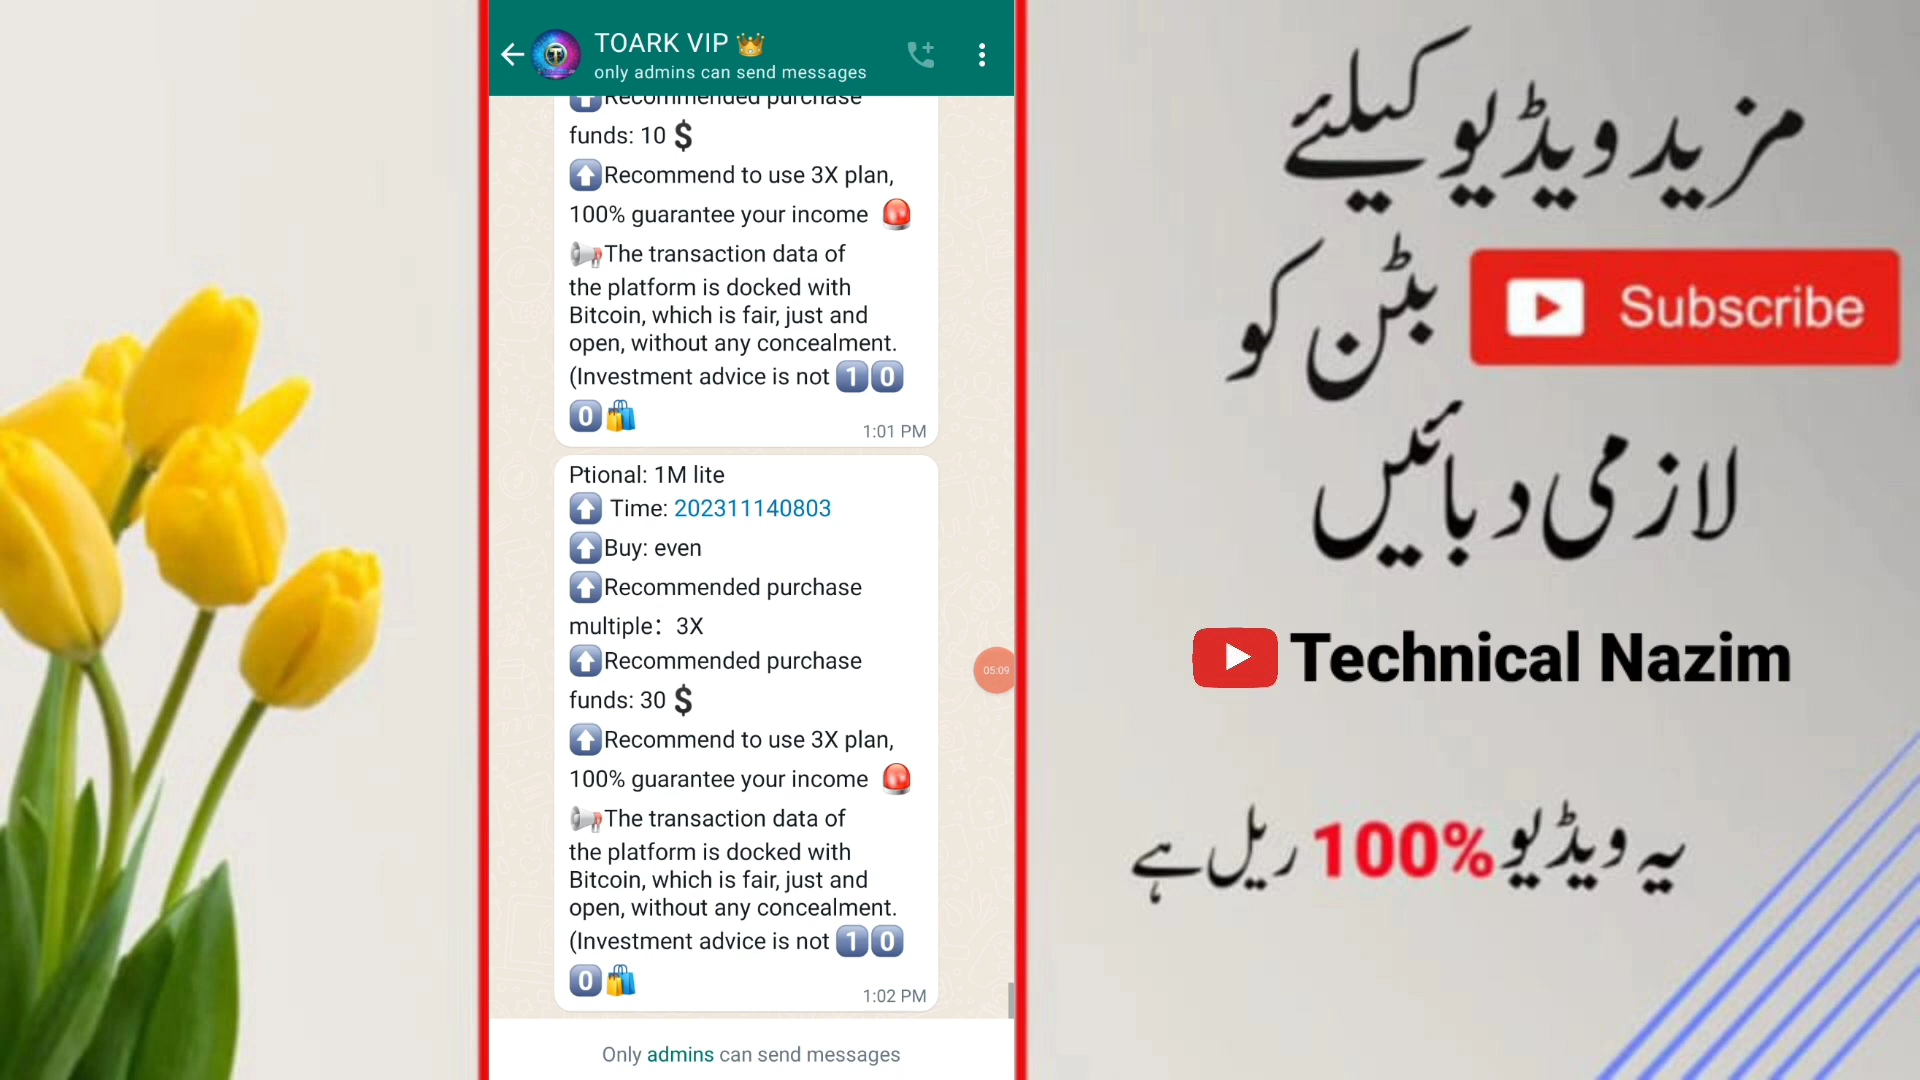 TOARK VIP 👑
only admins can send messages
⬆️Recommended purchase
funds: 10 💲
⬆️Recommend to use 3X plan,
100% guarantee your income 🚨
📢The transaction data of
the platform is docked with
Bitcoin, which is fair, just and
open, without any concealment.
(Investment advice is not 1️⃣0️⃣
0️⃣🛍️
1:01 PM
Ptional: 1M lite
⬆️ Time: 202311140803
⬆️Buy: even
⬆️Recommended purchase
multiple：3X
⬆️Recommended purchase
funds: 30 💲
⬆️Recommend to use 3X plan,
100% guarantee your income 🚨
📢The transaction data of
the platform is docked with
Bitcoin, which is fair, just and
open, without any concealment.
(Investment advice is not 1️⃣0️⃣
0️⃣🛍️
1:02 PM
Only admins can send messages
05:09
مزید ویڈیو کیلئے
Subscribe بٹن کو
لازمی دبائیں
Technical Nazim
یہ ویڈیو 100% ریل ہے